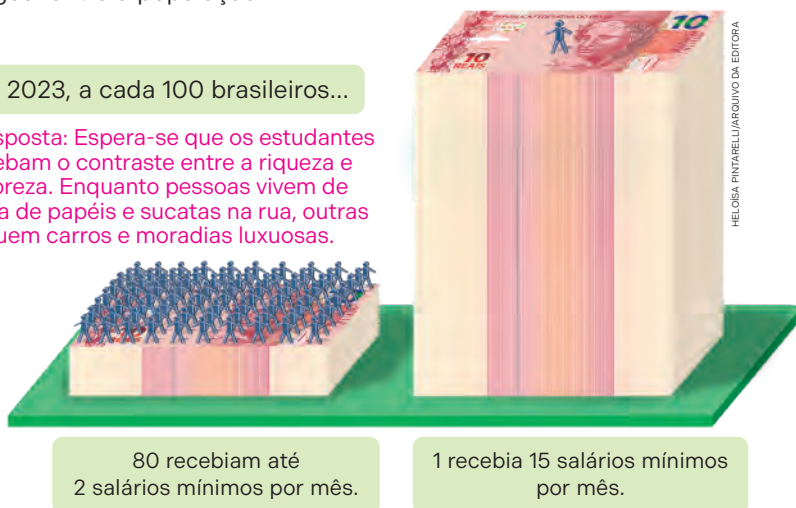 2023, a cada 100 brasileiros...
sposta: Espera-se que os estudantes
ebam o contraste entre a riqueza e
breza. Enquanto pessoas vivem de
a de papéis e sucatas na rua, outras
uem carros e moradias luxuosas.
10
10
REAIS
HELOÍSA PINTARELLI/ARQUIVO DA EDITORA
80 recebiam até
2 salários mínimos por mês.
1 recebia 15 salários mínimos
por mês.